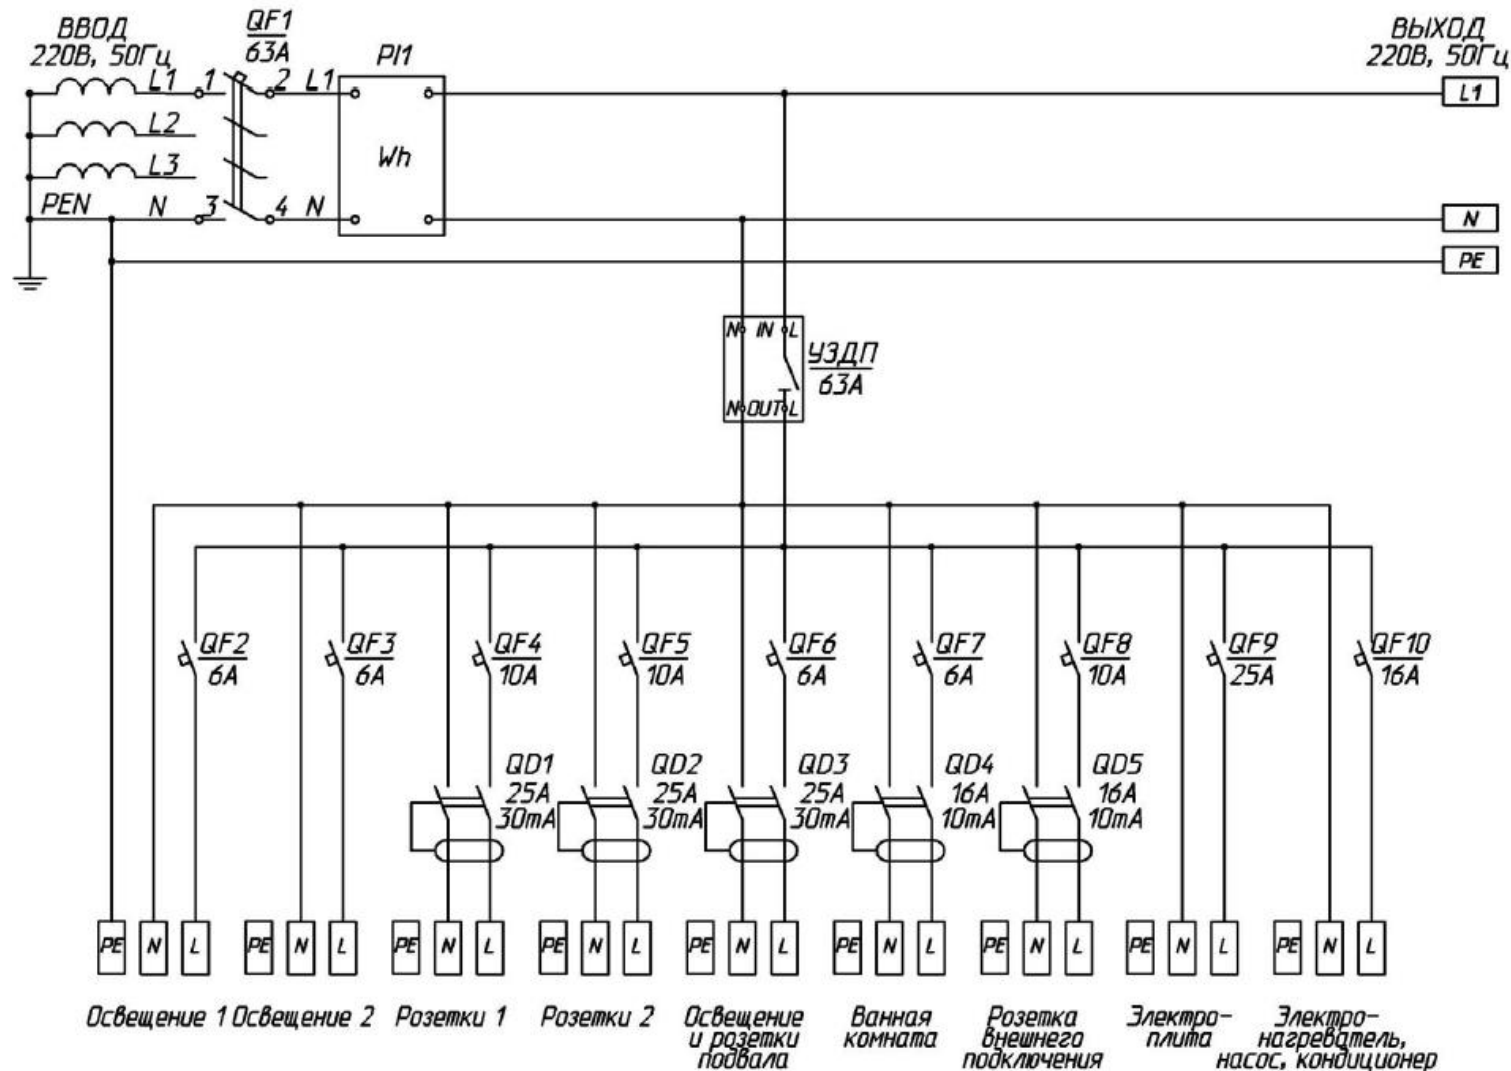 ВВОД
220В, 50Гц
QF1
63А
PI1
ВЫХОД
220В, 50Гц
L1 1 2 L1
L1
L2
Wh
L3
PEN N 3 4 N
N
PE
N IN L
УЗДП
63А
N OUT L
QF2
6А
QF3
6А
QF4
10А
QF5
10А
QF6
6А
QF7
6А
QF8
10А
QF9
25А
QF10
16А
QD1
25А
30mA
QD2
25А
30mA
QD3
25А
30mA
QD4
16А
10mA
QD5
16А
10mA
PE N L PE N L PE N L PE N L PE N L PE N L PE N L PE N L PE N L
Освещение 1
Освещение 2
Розетки 1
Розетки 2
Освещение
и розетки
подвала
Ванная
комната
Розетка
внешнего
подключения
Электро-
плита
Электро-
нагреватель,
насос, кондиционер